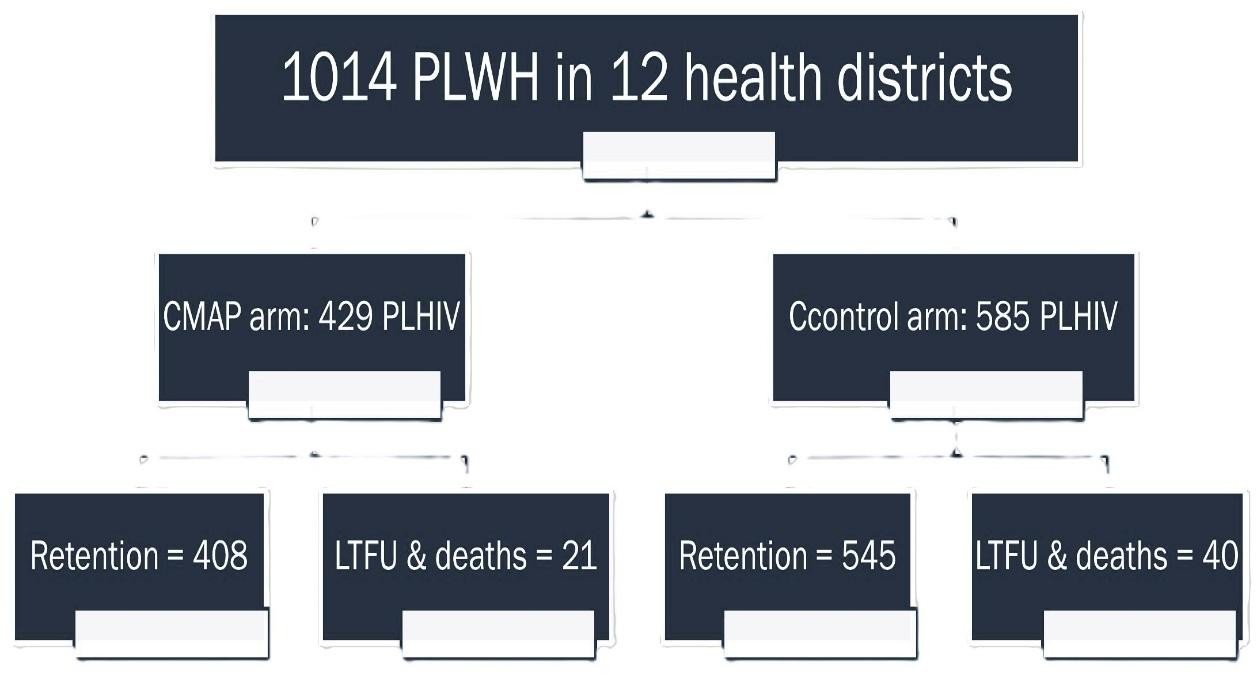 1014 PLWH in 12 health districts
CMAP arm: 429 PLHIV
Ccontrol arm: 585 PLHIV
Retention = 408
LTFU & deaths = 21
Retention = 545
LTFU & deaths = 40